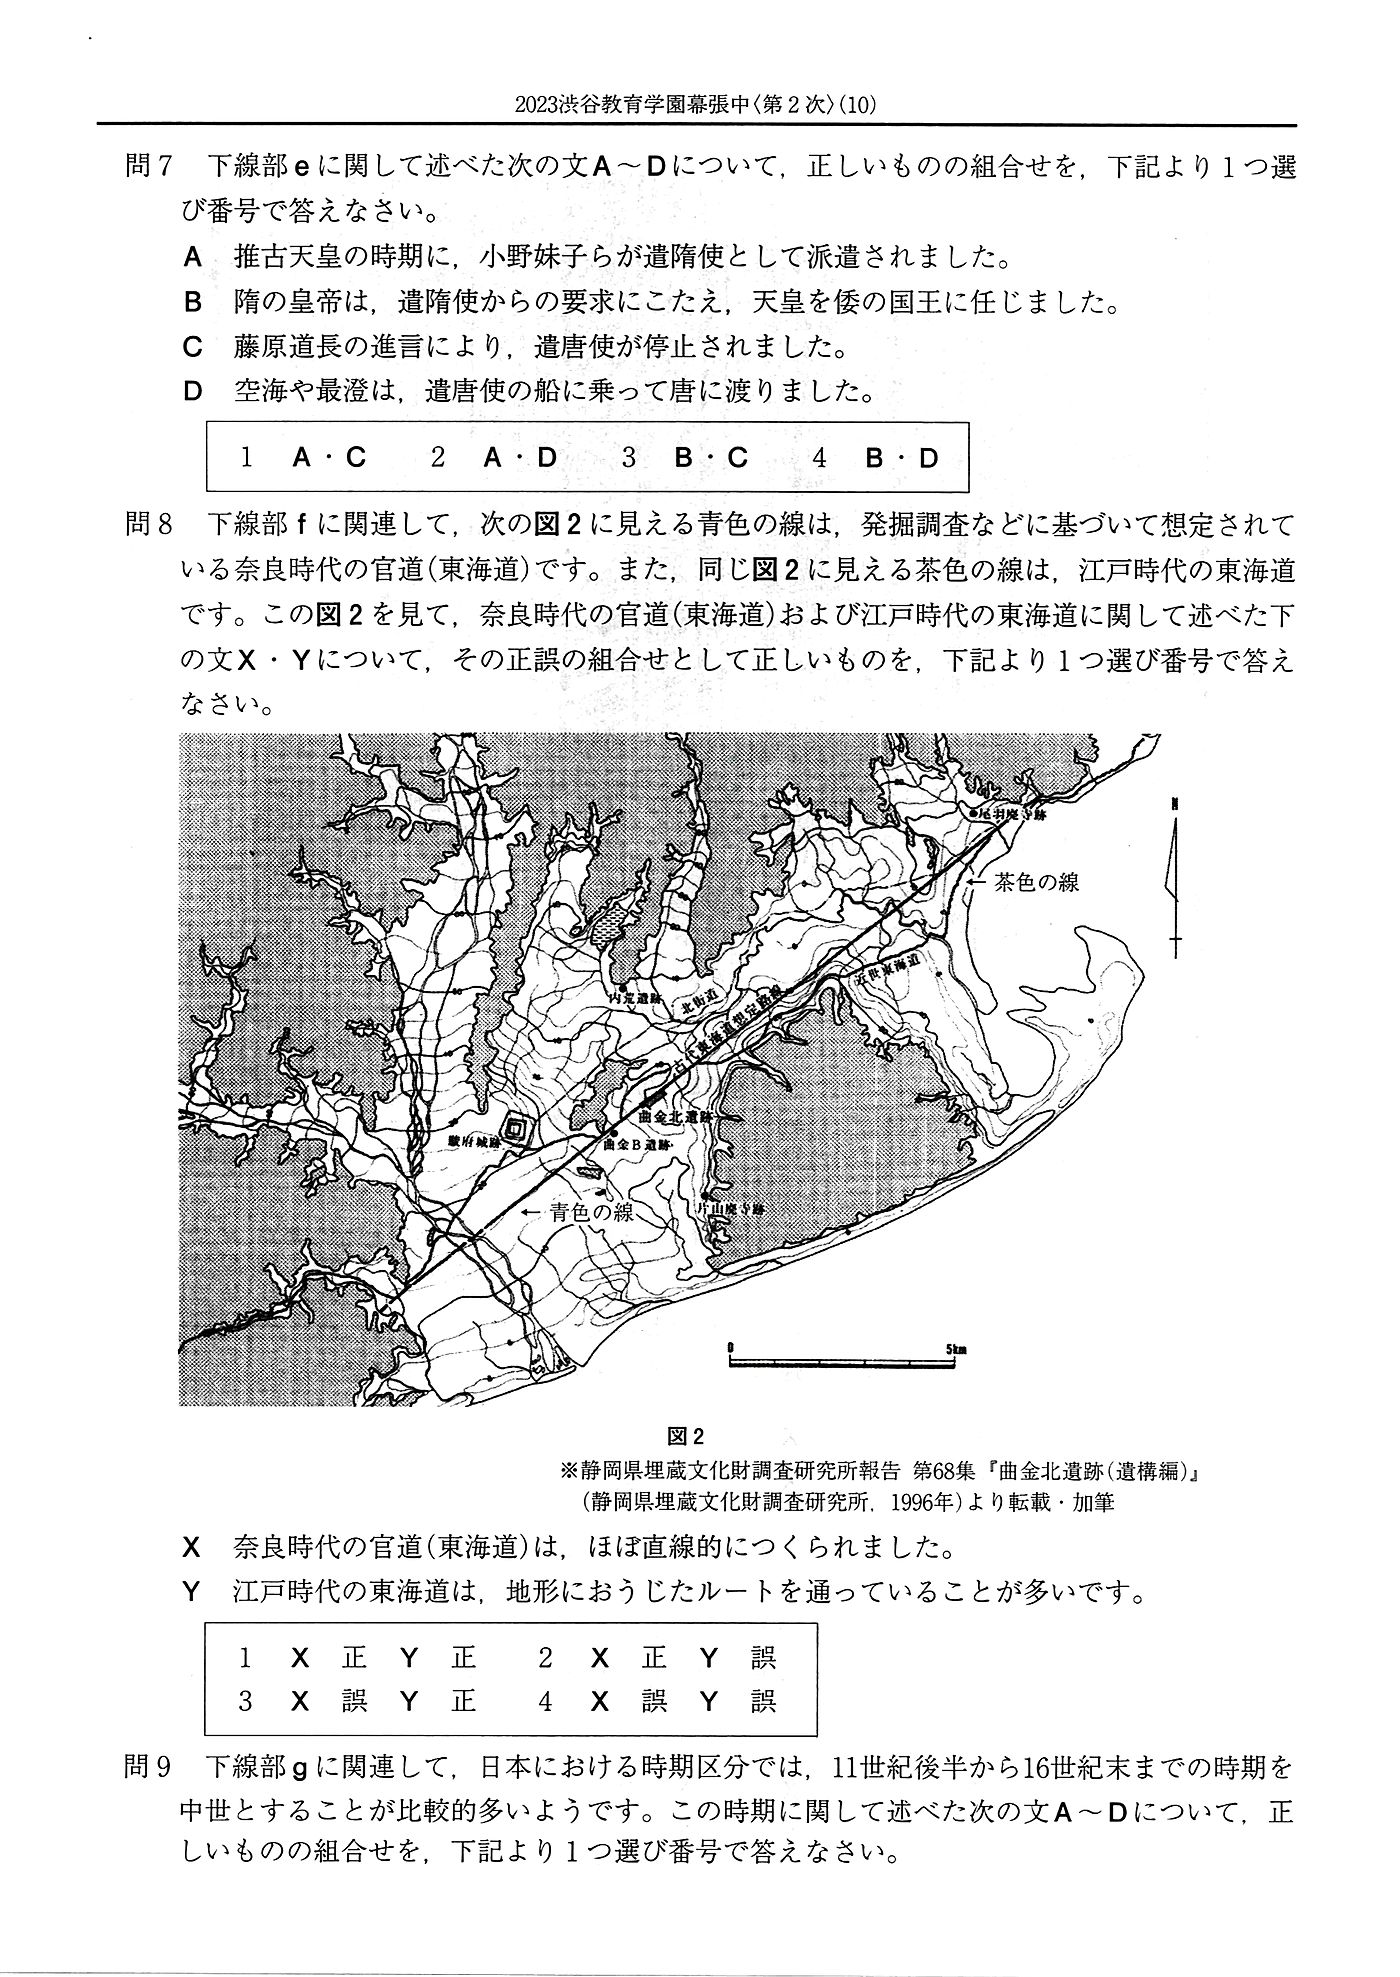 2023渋谷教育学園幕張中〈第2次〉(10)
問7 下線部eに関して述べた次の文A～Dについて，正しいものの組合せを，下記より1つ選
び番号で答えなさい。
A 推古天皇の時期に，小野妹子らが遣隋使として派遣されました。
B 隋の皇帝は，遣隋使からの要求にこたえ，天皇を倭の国王に任じました。
C 藤原道長の進言により，遣唐使が停止されました。
D 空海や最澄は，遣唐使の船に乗って唐に渡りました。
1 A・C 2 A・D 3 B・C 4 B・D
問8 下線部fに関連して，次の図2に見える青色の線は，発掘調査などに基づいて想定されて
いる奈良時代の官道(東海道)です。また，同じ図2に見える茶色の線は，江戸時代の東海道
です。この図2を見て，奈良時代の官道(東海道)および江戸時代の東海道に関して述べた下
の文X・Yについて，その正誤の組合せとして正しいものを，下記より1つ選び番号で答え
なさい。
N
尾羽廃寺跡
←茶色の線
近世東海道
内荒遺跡
北街道
古代東海道想定路線
曲金北遺跡
駿府城跡
曲金B遺跡
片山廃寺跡
←青色の線
0 5km
図2
※静岡県埋蔵文化財調査研究所報告 第68集『曲金北遺跡(遺構編)』
(静岡県埋蔵文化財調査研究所，1996年)より転載・加筆
X 奈良時代の官道(東海道)は，ほぼ直線的につくられました。
Y 江戸時代の東海道は，地形におうじたルートを通っていることが多いです。
1 X 正 Y 正 2 X 正 Y 誤
3 X 誤 Y 正 4 X 誤 Y 誤
問9 下線部gに関連して，日本における時期区分では，11世紀後半から16世紀末までの時期を
中世とすることが比較的多いようです。この時期に関して述べた次の文A～Dについて，正
しいものの組合せを，下記より1つ選び番号で答えなさい。